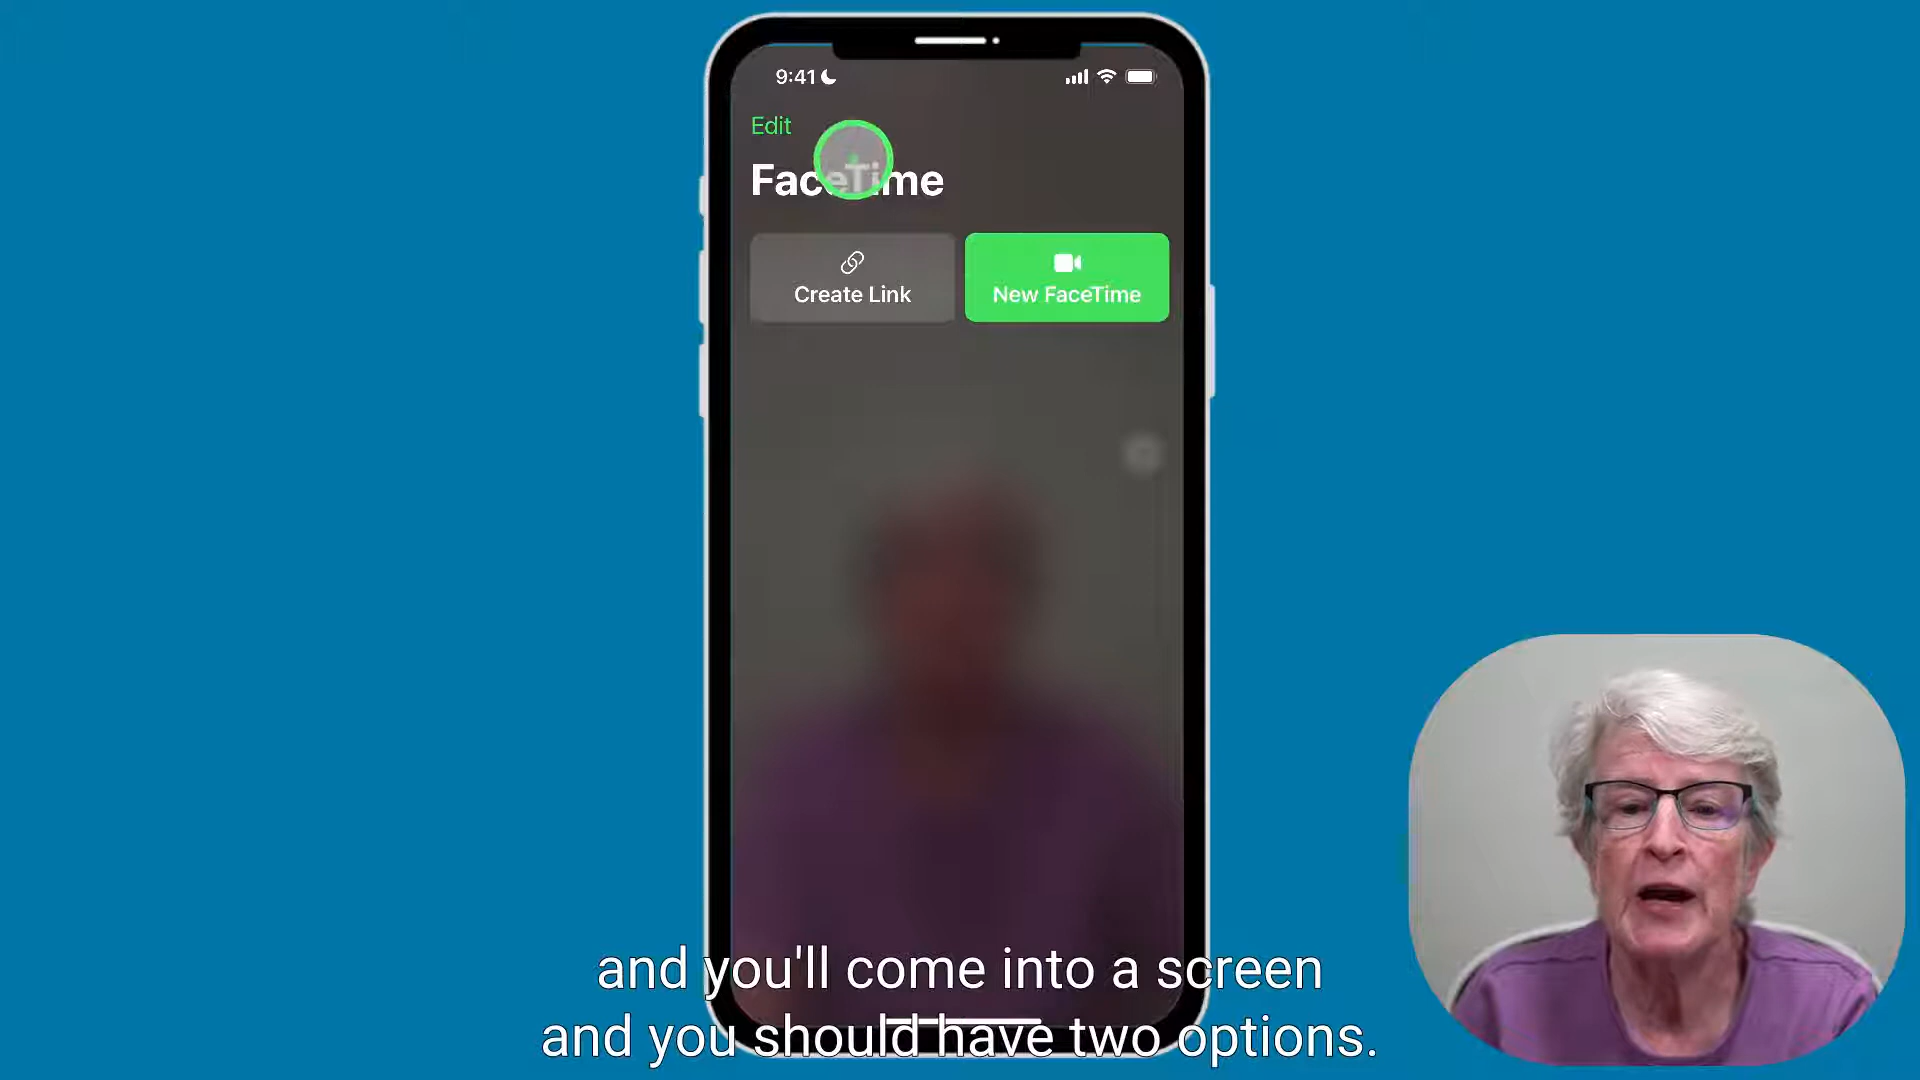 9:41
Edit
FaceTime
Create Link
New FaceTime
and you'll come into a screen
and you should have two options.